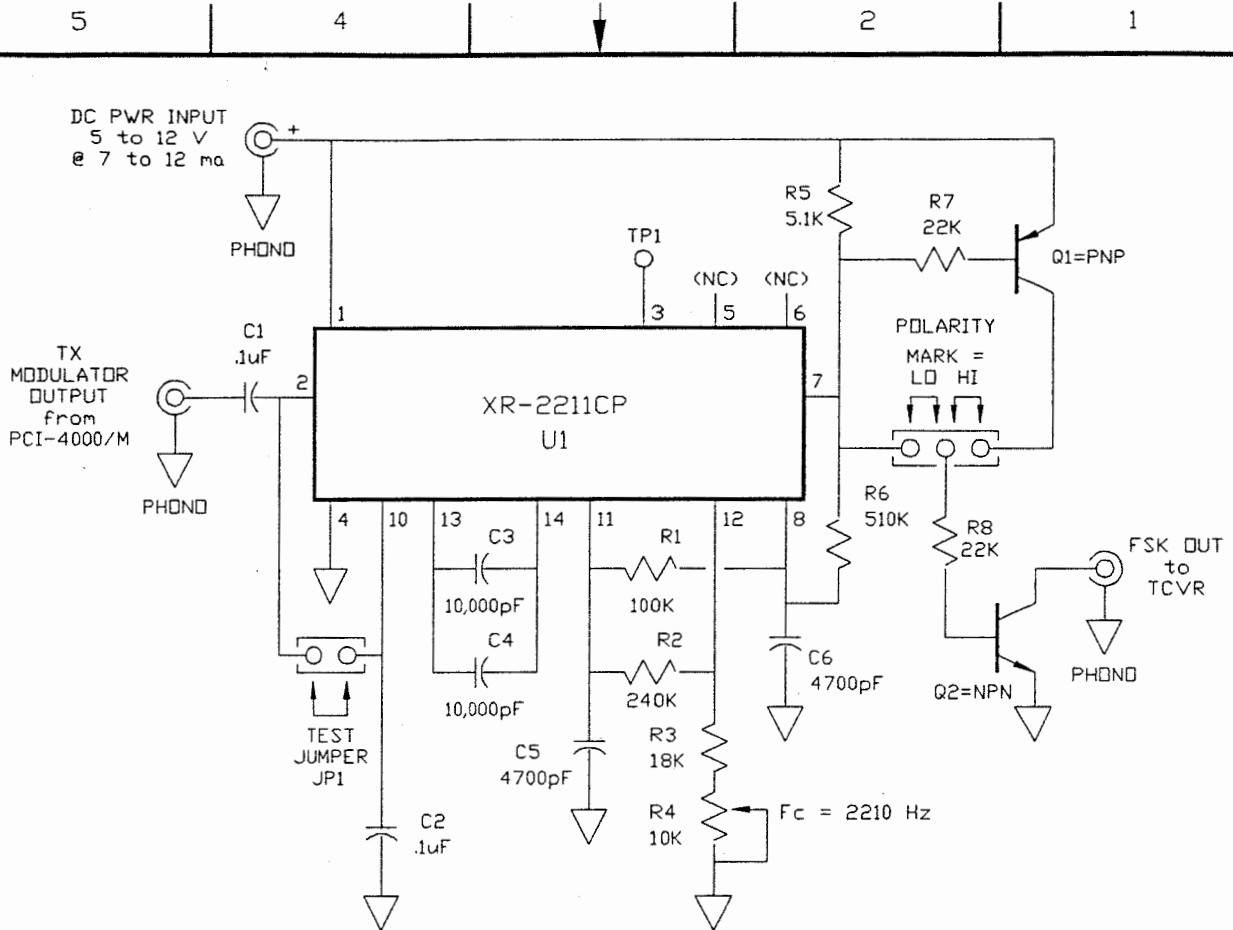 5 4 2 1
DC PWR INPUT
5 to 12 V
@ 7 to 12 ma
+
PHONO
R5
5.1K
R7
22K
Q1=PNP
TP1
(NC) (NC)
1 3 5 6
C1
.1uF
TX
MODULATOR
OUTPUT
from
PCI-4000/M
PHONO
2
XR-2211CP
U1
7
POLARITY
MARK =
LO HI
4 10 13 14 11 12 8
R6
510K
R8
22K
FSK OUT
to
TCVR
PHONO
C3
10,000pF
C4
10,000pF
R1
100K
R2
240K
C6
4700pF
Q2=NPN
TEST
JUMPER
JP1
C5
4700pF
R3
18K
R4
10K
Fc = 2210 Hz
C2
.1uF